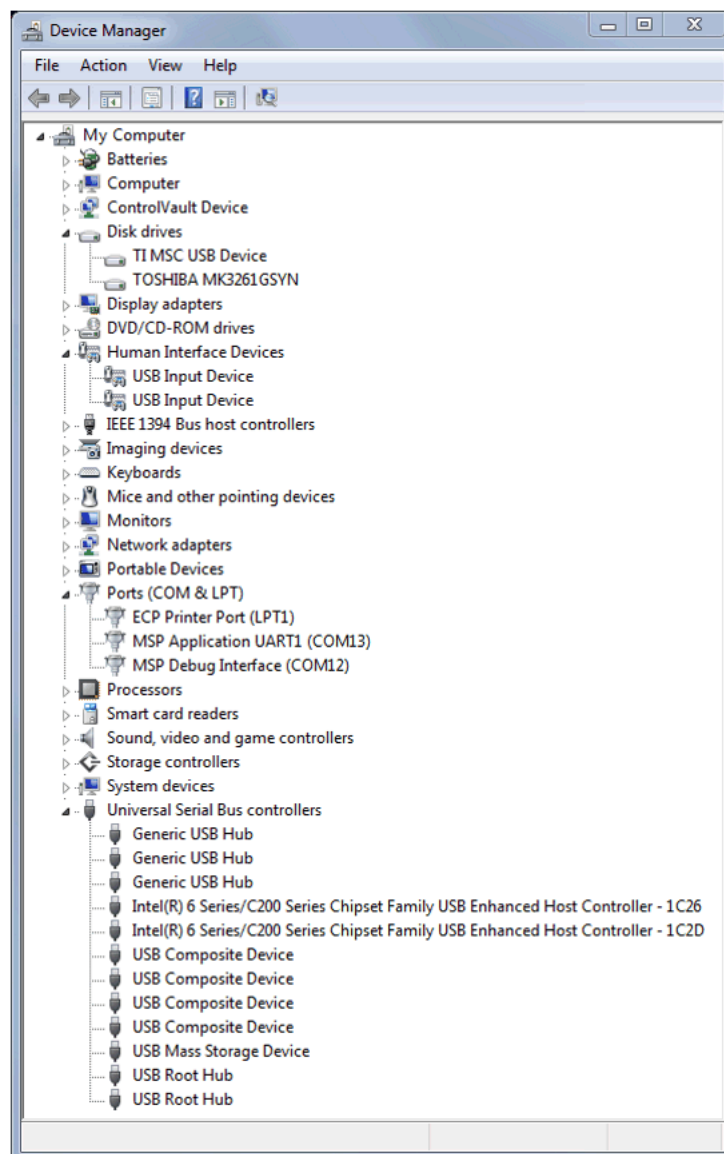 Device Manager
File Action View Help
My Computer
Batteries
Computer
ControlVault Device
Disk drives
TI MSC USB Device
TOSHIBA MK3261GSYN
Display adapters
DVD/CD-ROM drives
Human Interface Devices
USB Input Device
USB Input Device
IEEE 1394 Bus host controllers
Imaging devices
Keyboards
Mice and other pointing devices
Monitors
Network adapters
Portable Devices
Ports (COM & LPT)
ECP Printer Port (LPT1)
MSP Application UART1 (COM13)
MSP Debug Interface (COM12)
Processors
Smart card readers
Sound, video and game controllers
Storage controllers
System devices
Universal Serial Bus controllers
Generic USB Hub
Generic USB Hub
Generic USB Hub
Intel(R) 6 Series/C200 Series Chipset Family USB Enhanced Host Controller - 1C26
Intel(R) 6 Series/C200 Series Chipset Family USB Enhanced Host Controller - 1C2D
USB Composite Device
USB Composite Device
USB Composite Device
USB Composite Device
USB Mass Storage Device
USB Root Hub
USB Root Hub